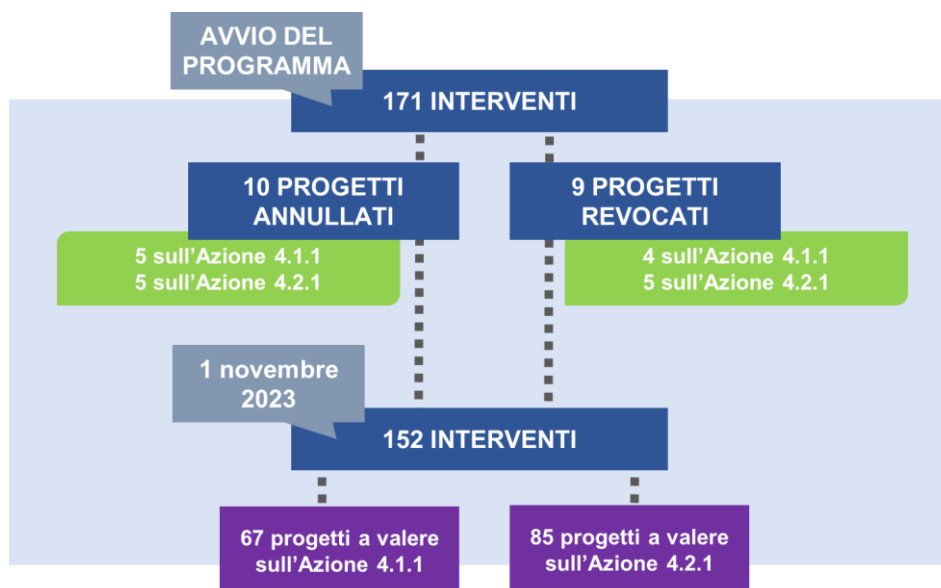 AVVIO DEL
PROGRAMMA
171 INTERVENTI
10 PROGETTI
ANNULLATI
5 sull'Azione 4.1.1
5 sull'Azione 4.2.1
9 PROGETTI
REVOCATI
4 sull'Azione 4.1.1
5 sull'Azione 4.2.1
1 novembre
2023
152 INTERVENTI
67 progetti a valere
sull'Azione 4.1.1
85 progetti a valere
sull'Azione 4.2.1